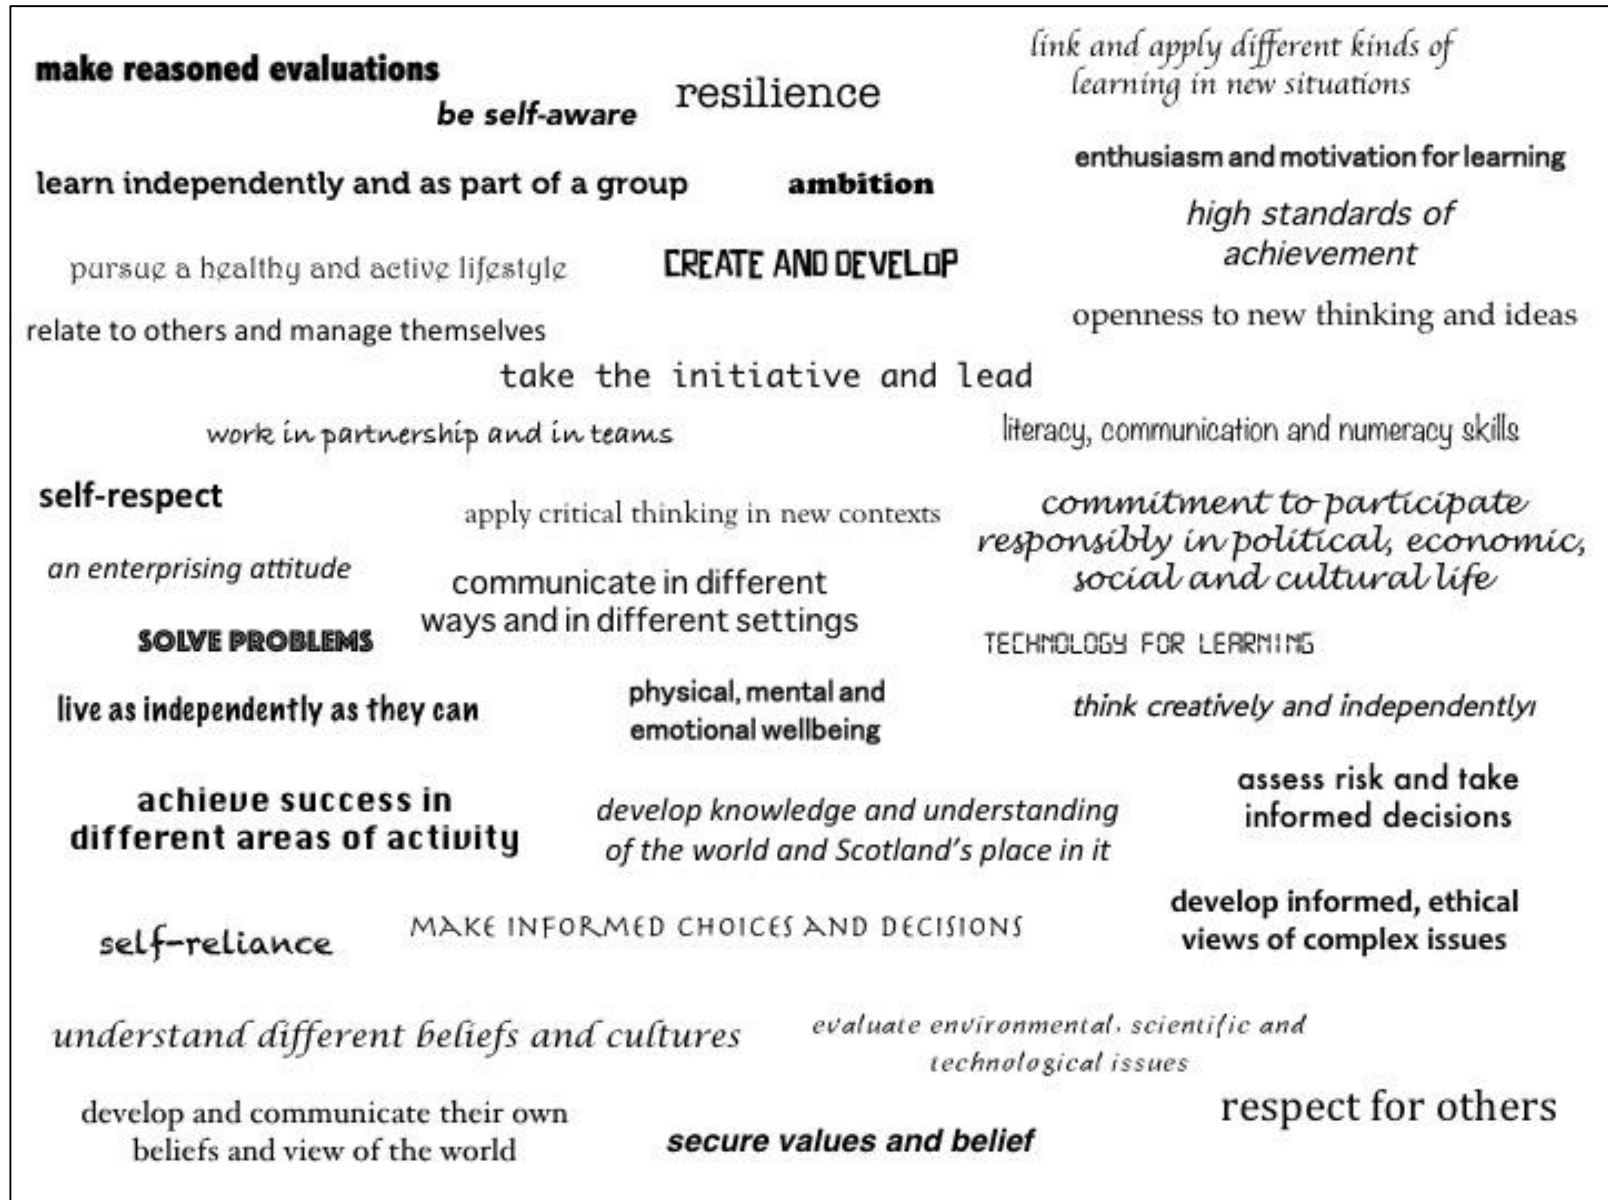 make reasoned evaluations
be self-aware
resilience
link and apply different kinds of
learning in new situations
enthusiasm and motivation for learning
learn independently and as part of a group
ambition
high standards of
achievement
pursue a healthy and active lifestyle
CREATE AND DEVELOP
openness to new thinking and ideas
relate to others and manage themselves
take the initiative and lead
work in partnership and in teams
literacy, communication and numeracy skills
self-respect
apply critical thinking in new contexts
commitment to participate
responsibly in political, economic,
social and cultural life
an enterprising attitude
communicate in different
ways and in different settings
SOLVE PROBLEMS
TECHNOLOGY FOR LEARNING
live as independently as they can
physical, mental and
emotional wellbeing
think creatively and independently
achieve success in
different areas of activity
develop knowledge and understanding
of the world and Scotland's place in it
assess risk and take
informed decisions
self-reliance
MAKE INFORMED CHOICES AND DECISIONS
develop informed, ethical
views of complex issues
understand different beliefs and cultures
evaluate environmental, scientific and
technological issues
develop and communicate their own
beliefs and view of the world
secure values and belief
respect for others